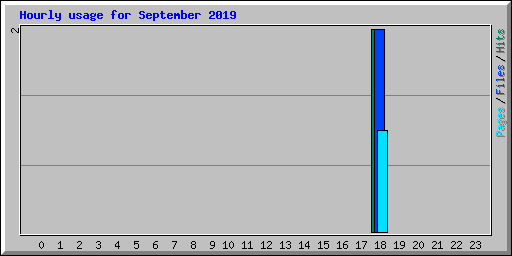 Hourly usage for September 2019
2
Pages/Files/Hits
0 1 2 3 4 5 6 7 8 9 10 11 12 13 14 15 16 17 18 19 20 21 22 23